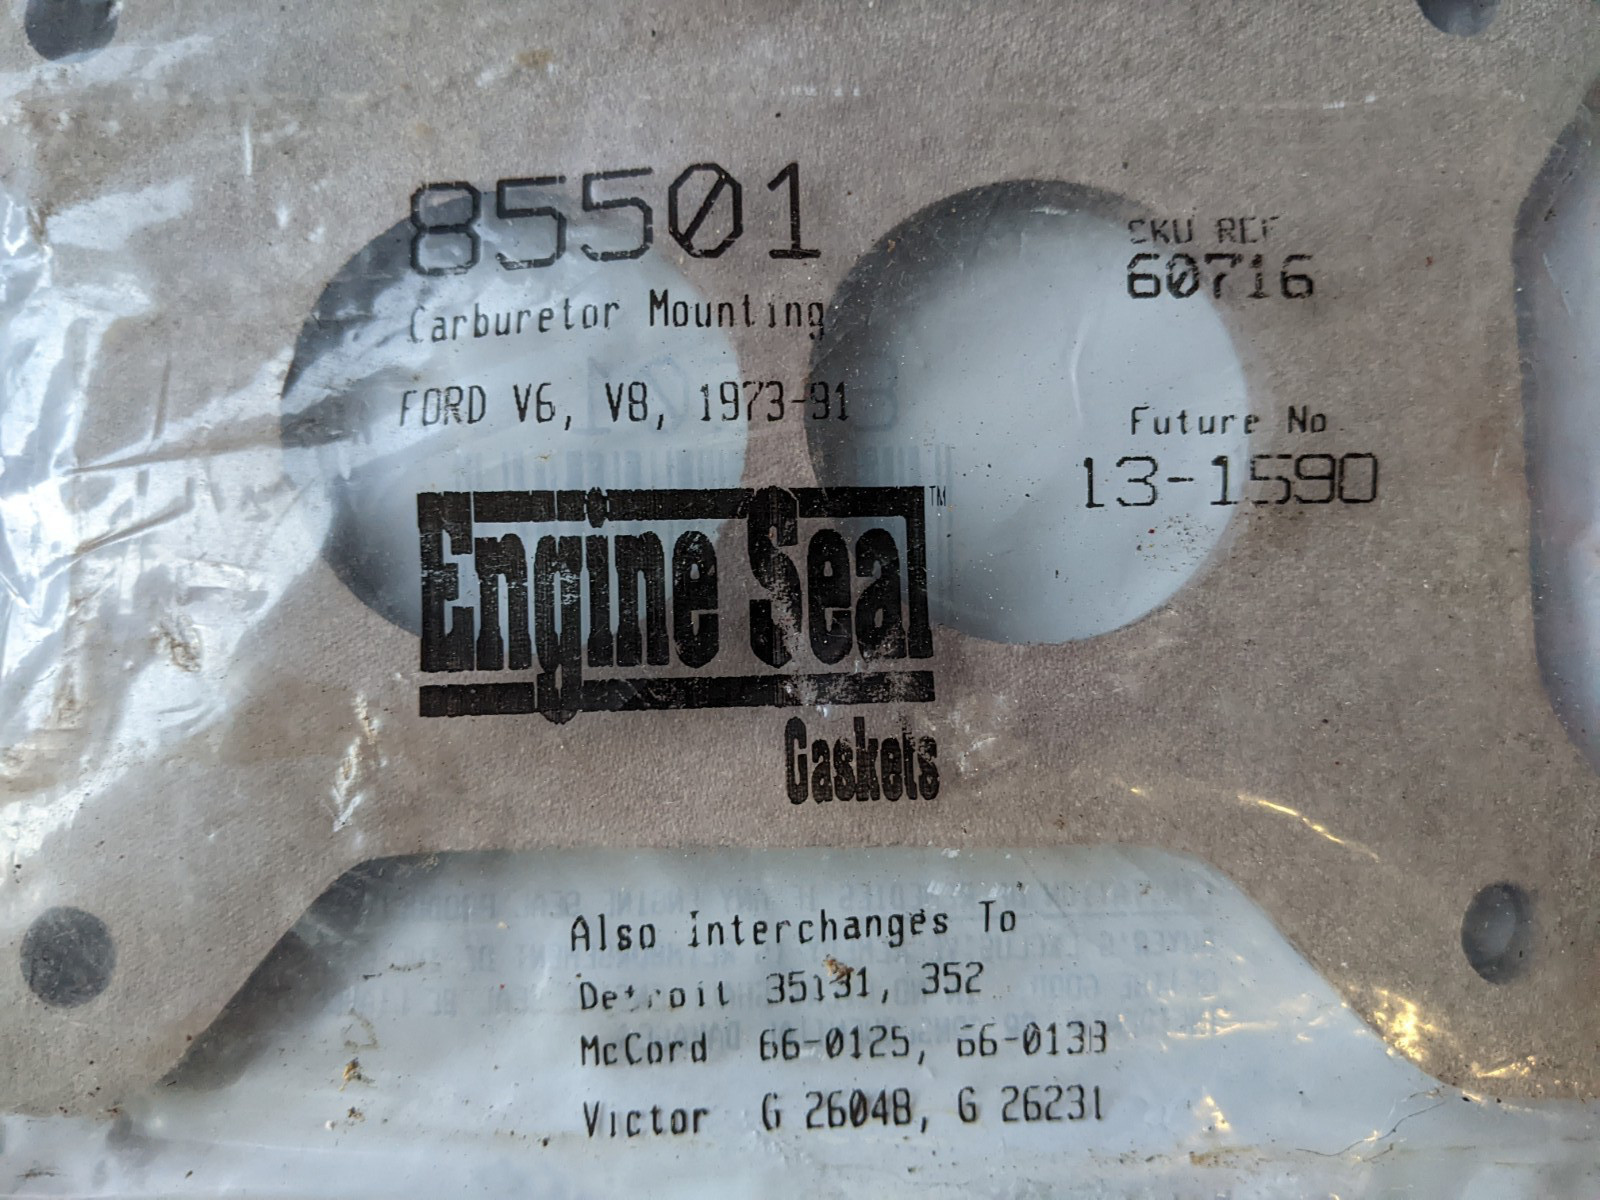 85501
Carburetor Mounting
FORD V6, V8, 1973-91
SKU REF
60716
Future No.
13-1590
Engine Seal™
Gaskets
Also Interchanges To
Detroit 35131, 352
McCord 66-0125, 66-0138
Victor G 26048, G 26231